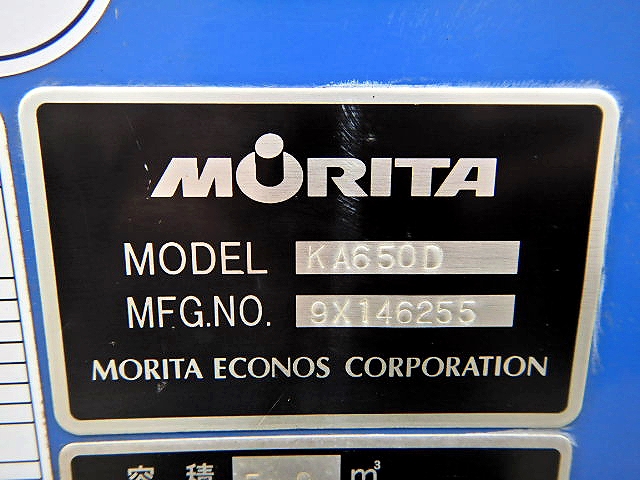 MORITA
MODEL KA650D
MFG.NO. 9X146255
MORITA ECONOS CORPORATION
容積 m³